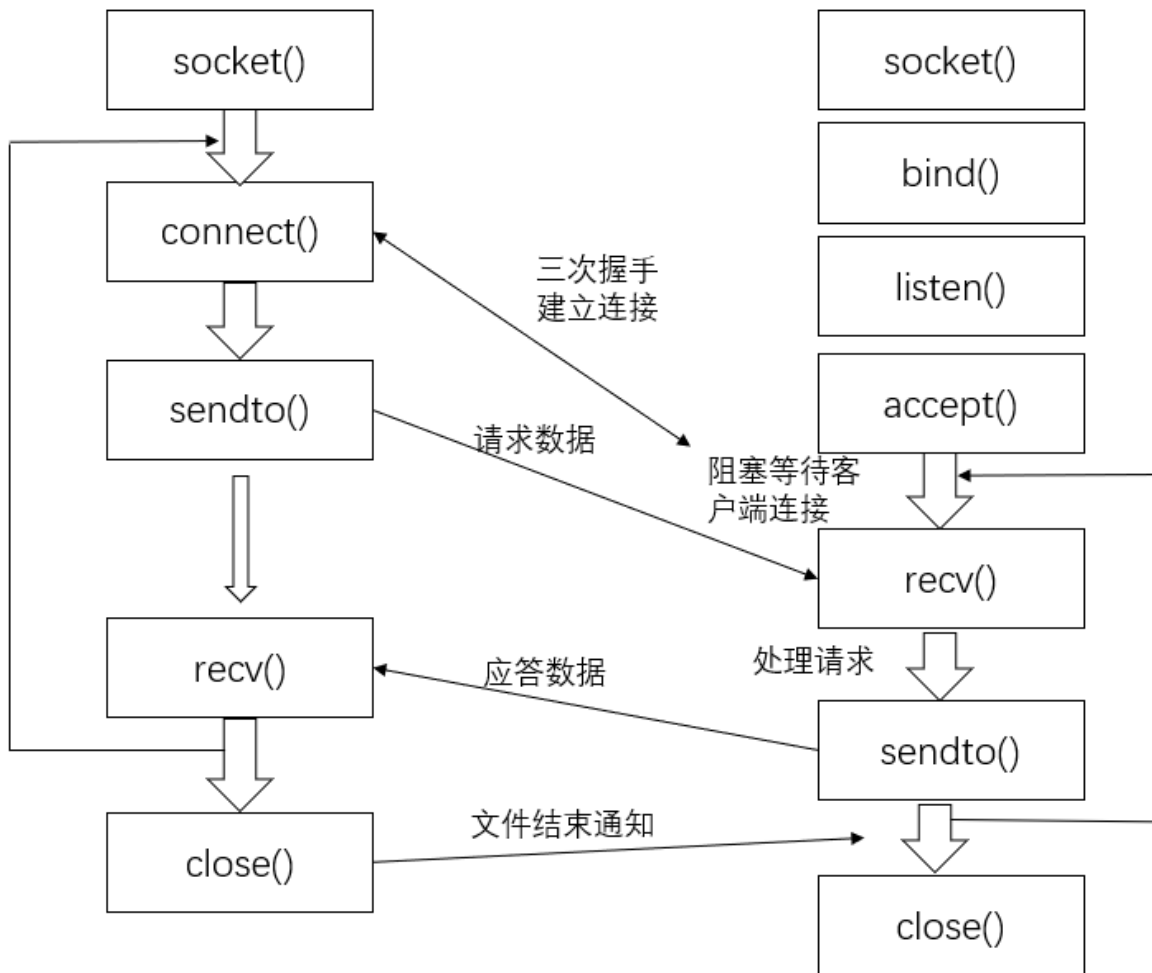 socket()
connect()
sendto()
recv()
close()
三次握手
建立连接
请求数据
应答数据
文件结束通知
socket()
bind()
listen()
accept()
阻塞等待客
户端连接
recv()
处理请求
sendto()
close()